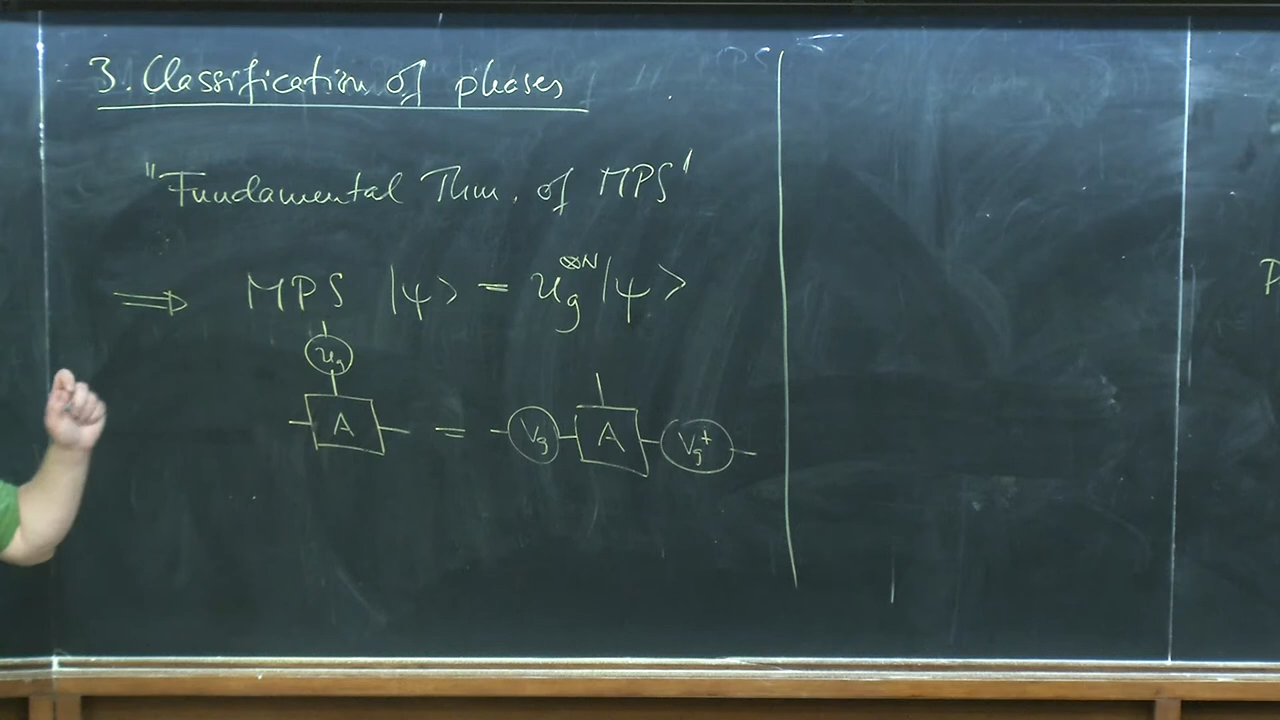 3. Classification of phases
"Fundamental Thm. of MPS"
⟹ MPS |ψ> = u_g^{⊗N} |ψ>
u_g
A = V_g A V_g^†